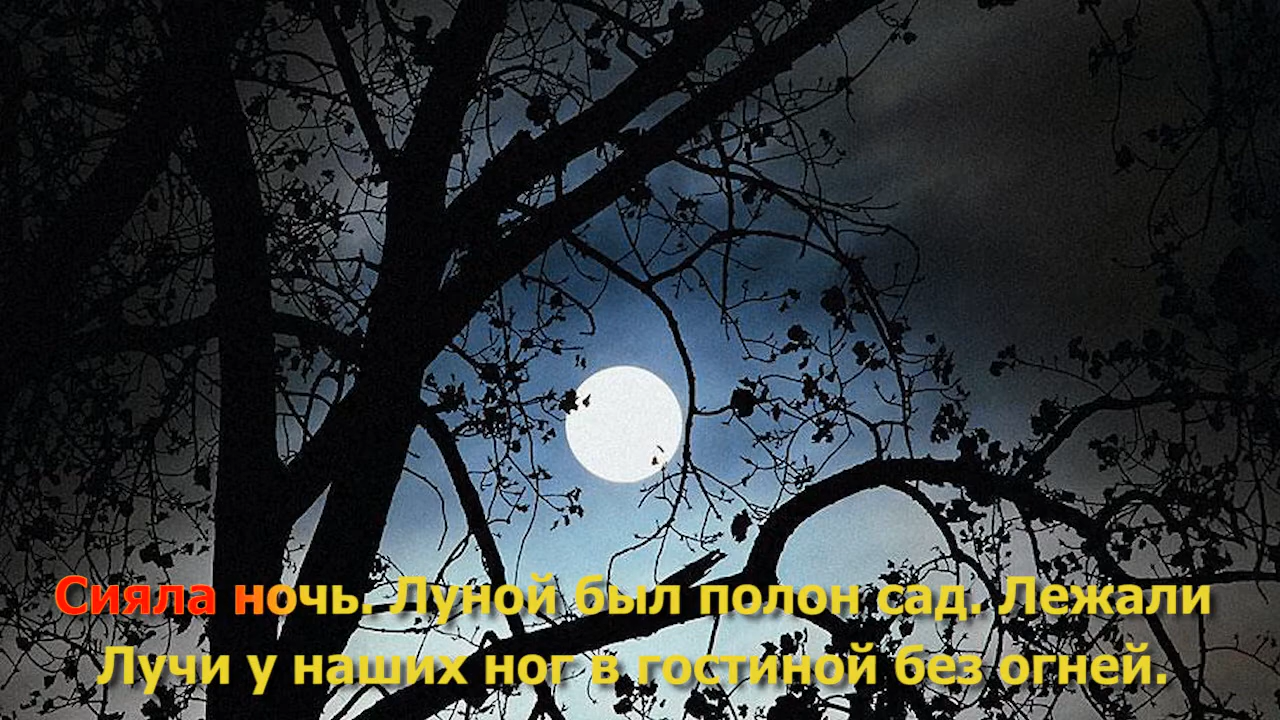 Сияла ночь. Луной был полон сад. Лежали
Лучи у наших ног в гостиной без огней.